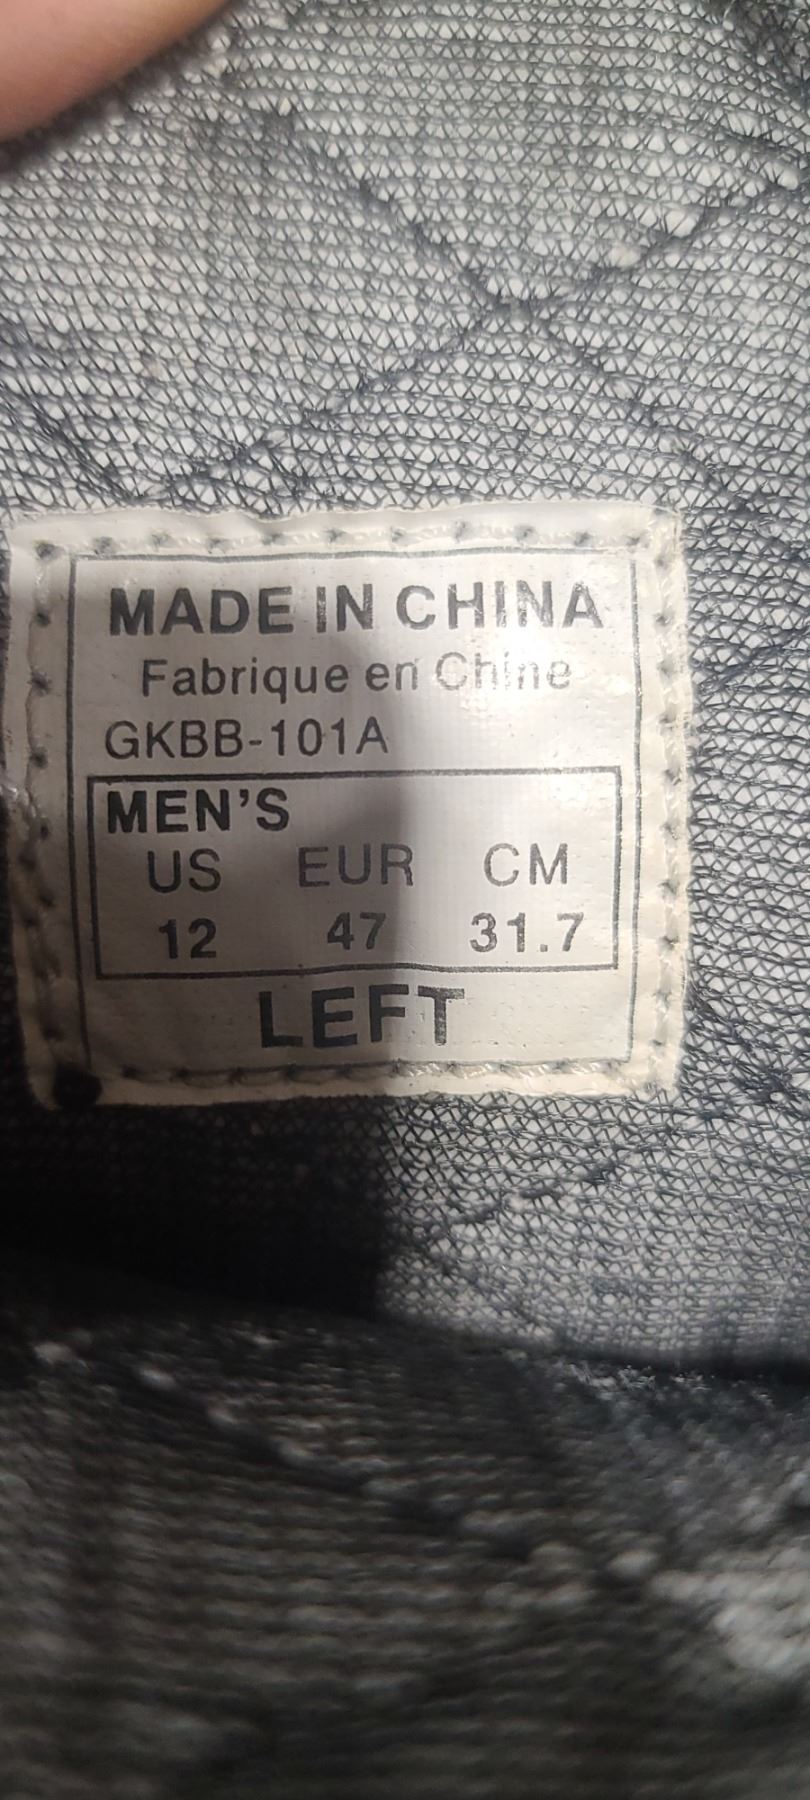 MADE IN CHINA
Fabrique en Chine
GKBB-101A
MEN'S
US EUR CM
12 47 31.7
LEFT